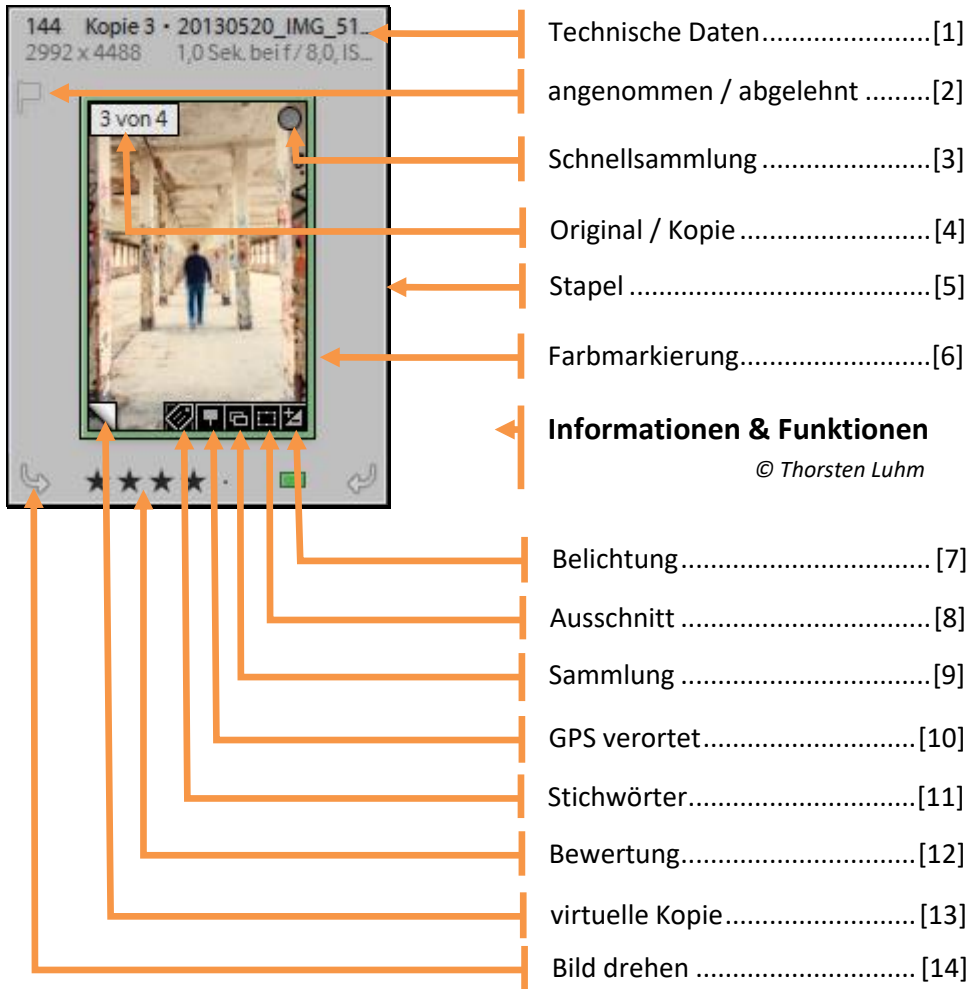 144 Kopie 3 • 20130520_IMG_51...
2992 x 4488 1,0 Sek. bei f / 8,0, IS...
3 von 4
Technische Daten.......................[1]
angenommen / abgelehnt .........[2]
Schnellsammlung .......................[3]
Original / Kopie...........................[4]
Stapel .........................................[5]
Farbmarkierung..........................[6]
Informationen & Funktionen
© Thorsten Luhm
Belichtung................................... [7]
Ausschnitt ...................................[8]
Sammlung ...................................[9]
GPS verortet..............................[10]
Stichwörter................................[11]
Bewertung.................................[12]
virtuelle Kopie.......................... [13]
Bild drehen .............................. [14]